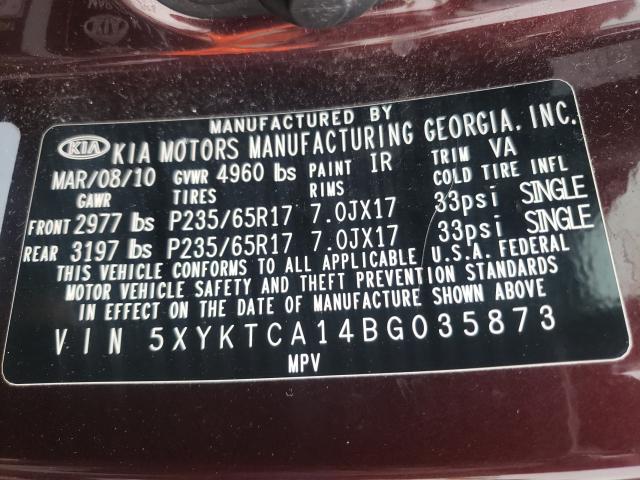 MANUFACTURED BY
KIA KIA MOTORS MANUFACTURING GEORGIA, INC.
MAR/08/10 GVWR 4960 lbs PAINT IR TRIM VA
GAWR TIRES RIMS COLD TIRE INFL
FRONT 2977 lbs P235/65R17 7.0JX17 33psi SINGLE
REAR 3197 lbs P235/65R17 7.0JX17 33psi SINGLE
THIS VEHICLE CONFORMS TO ALL APPLICABLE U.S.A. FEDERAL
MOTOR VEHICLE SAFETY AND THEFT PREVENTION STANDARDS
IN EFFECT ON THE DATE OF MANUFACTURE SHOWN ABOVE
VIN 5XYKTCA14BG035873
MPV